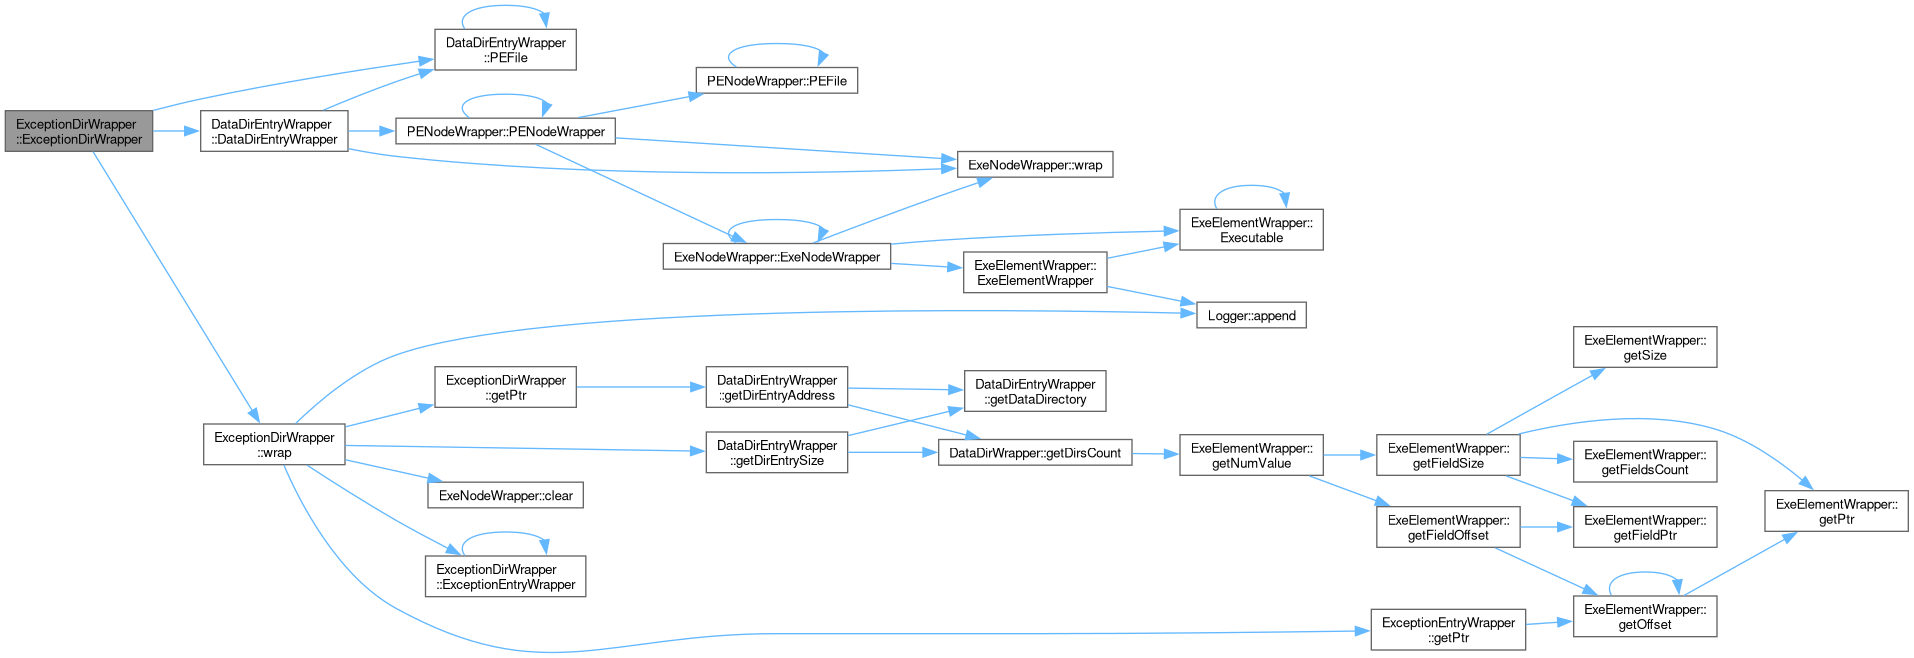 DataDirEntryWrapper
::PEFile
PENodeWrapper::PEFile
ExceptionDirWrapper
::ExceptionDirWrapper
DataDirEntryWrapper
::DataDirEntryWrapper
PENodeWrapper::PENodeWrapper
ExeNodeWrapper::wrap
ExeElementWrapper::
Executable
ExeNodeWrapper::ExeNodeWrapper
ExeElementWrapper::
ExeElementWrapper
Logger::append
ExeElementWrapper::
getSize
ExceptionDirWrapper
::getPtr
DataDirEntryWrapper
::getDirEntryAddress
DataDirEntryWrapper
::getDataDirectory
ExceptionDirWrapper
::wrap
DataDirEntryWrapper
::getDirEntrySize
DataDirWrapper::getDirsCount
ExeElementWrapper::
getNumValue
ExeElementWrapper::
getFieldSize
ExeElementWrapper::
getFieldsCount
ExeNodeWrapper::clear
ExeElementWrapper::
getFieldOffset
ExeElementWrapper::
getFieldPtr
ExeElementWrapper::
getPtr
ExceptionDirWrapper
::ExceptionEntryWrapper
ExceptionEntryWrapper
::getPtr
ExeElementWrapper::
getOffset